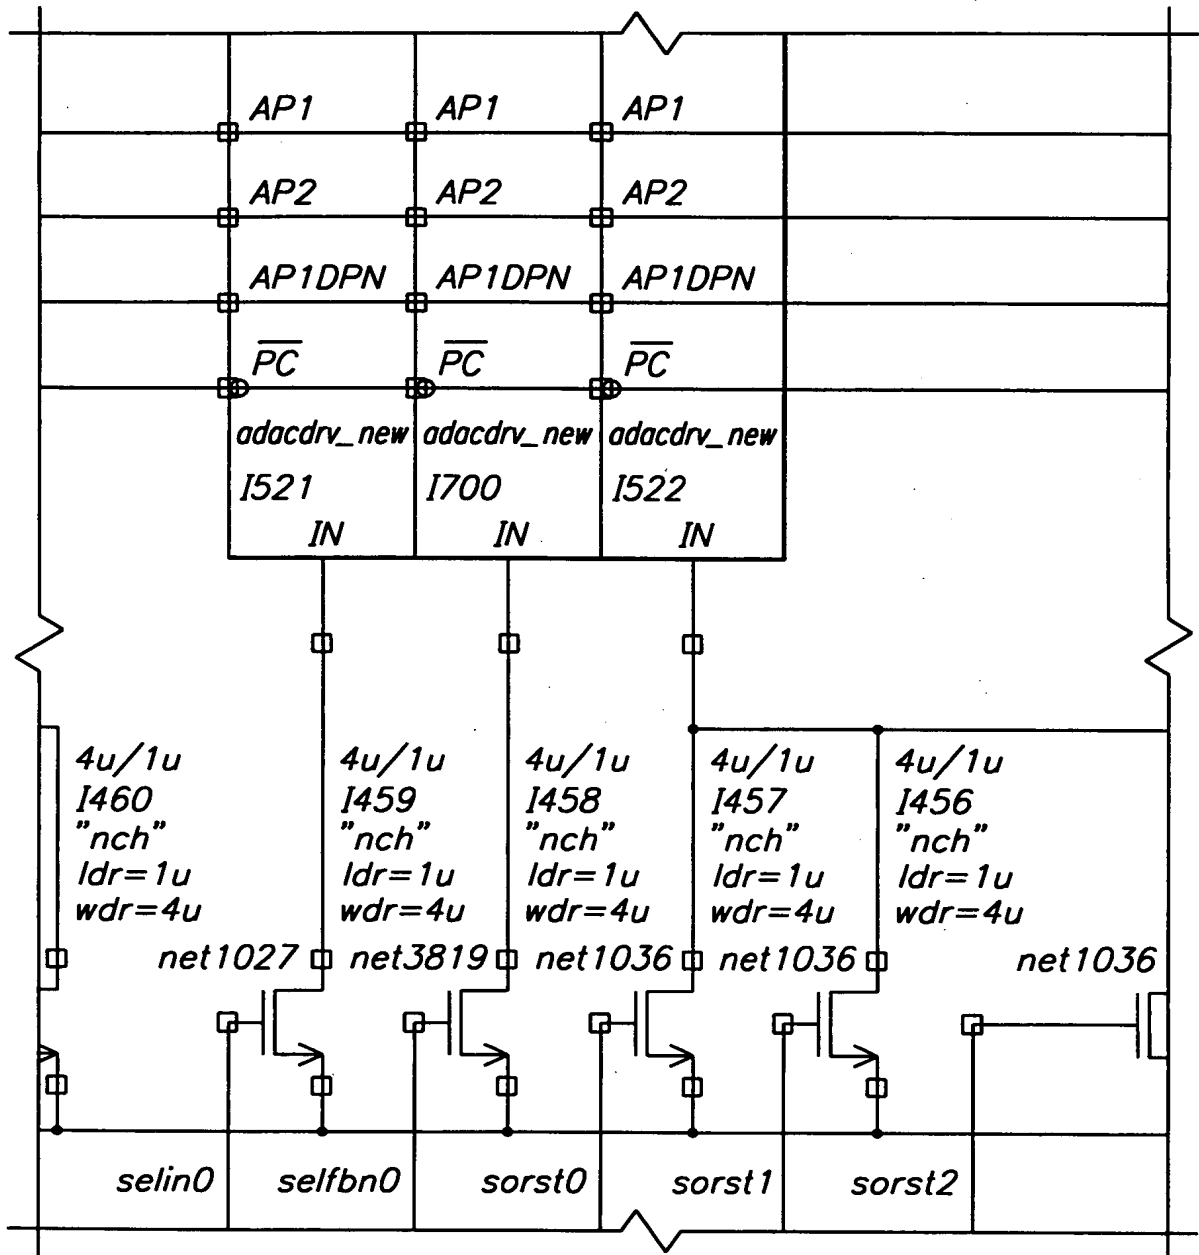 AP1 AP1 AP1
AP2 AP2 AP2
AP1DPN AP1DPN AP1DPN
PC PC PC
adacdrv_new adacdrv_new adacdrv_new
I521 I700 I522
IN IN IN
4u/1u 4u/1u 4u/1u 4u/1u 4u/1u
I460 I459 I458 I457 I456
"nch" "nch" "nch" "nch" "nch"
ldr=1u ldr=1u ldr=1u ldr=1u ldr=1u
wdr=4u wdr=4u wdr=4u wdr=4u wdr=4u
net1027 net3819 net1036 net1036 net1036
selin0 selfbn0 sorst0 sorst1 sorst2